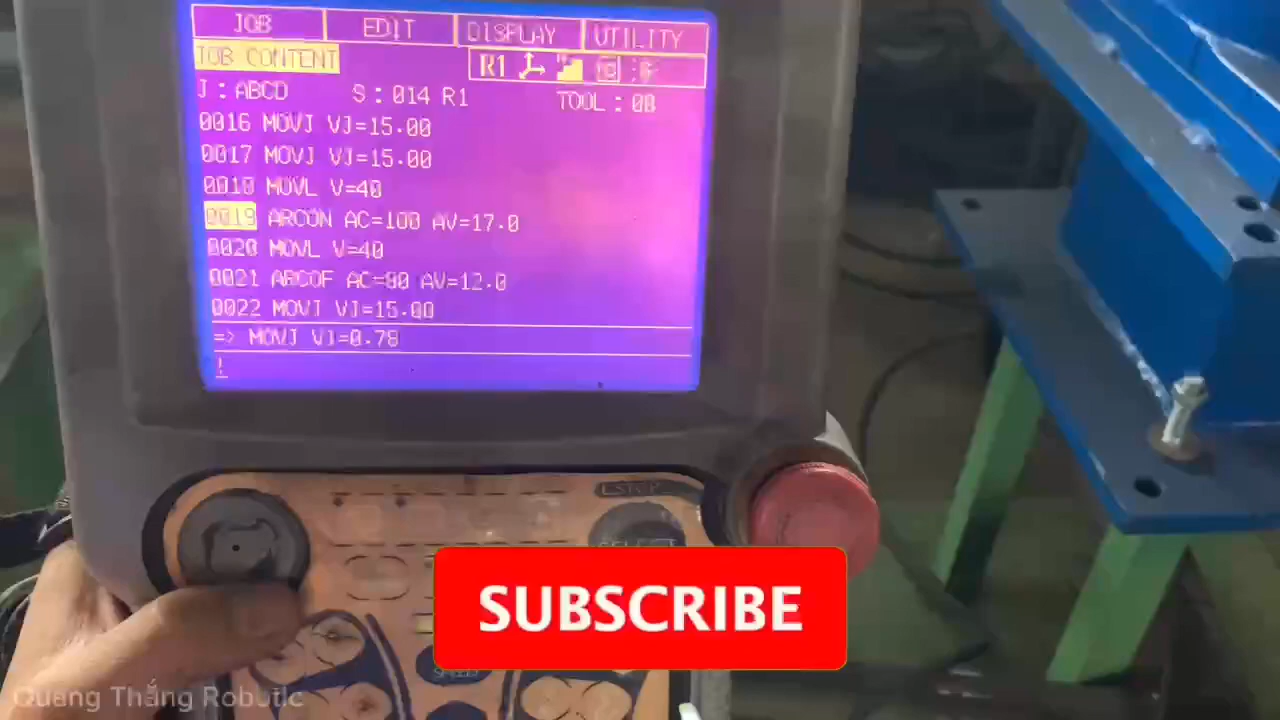 JOB EDIT DISPLAY UTILITY
JOB CONTENT R1
J:ABCD S:014 R1 TOOL:00
0016 MOVJ VJ=15.00
0017 MOVJ VJ=15.00
0018 MOVL V=40
0019 ARCON AC=100 AV=17.0
0020 MOVL V=40
0021 ARCOF AC=80 AV=12.0
0022 MOVJ VJ=15.00
=> MOVJ VJ=0.78
!
SELECT
SUBSCRIBE
Quang Thắng Robotic